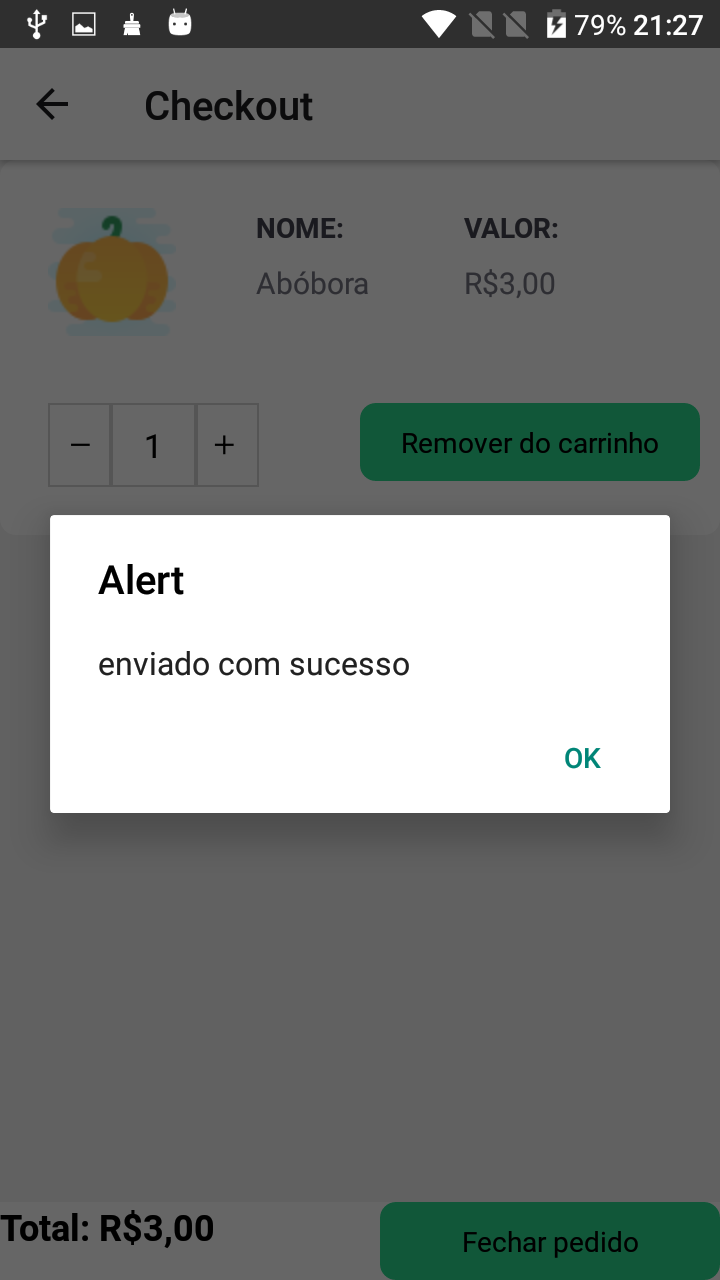 79% 21:27
Checkout
NOME: VALOR:
Abóbora R$3,00
− 1 + Remover do carrinho
Alert
enviado com sucesso
OK
Total: R$3,00 Fechar pedido